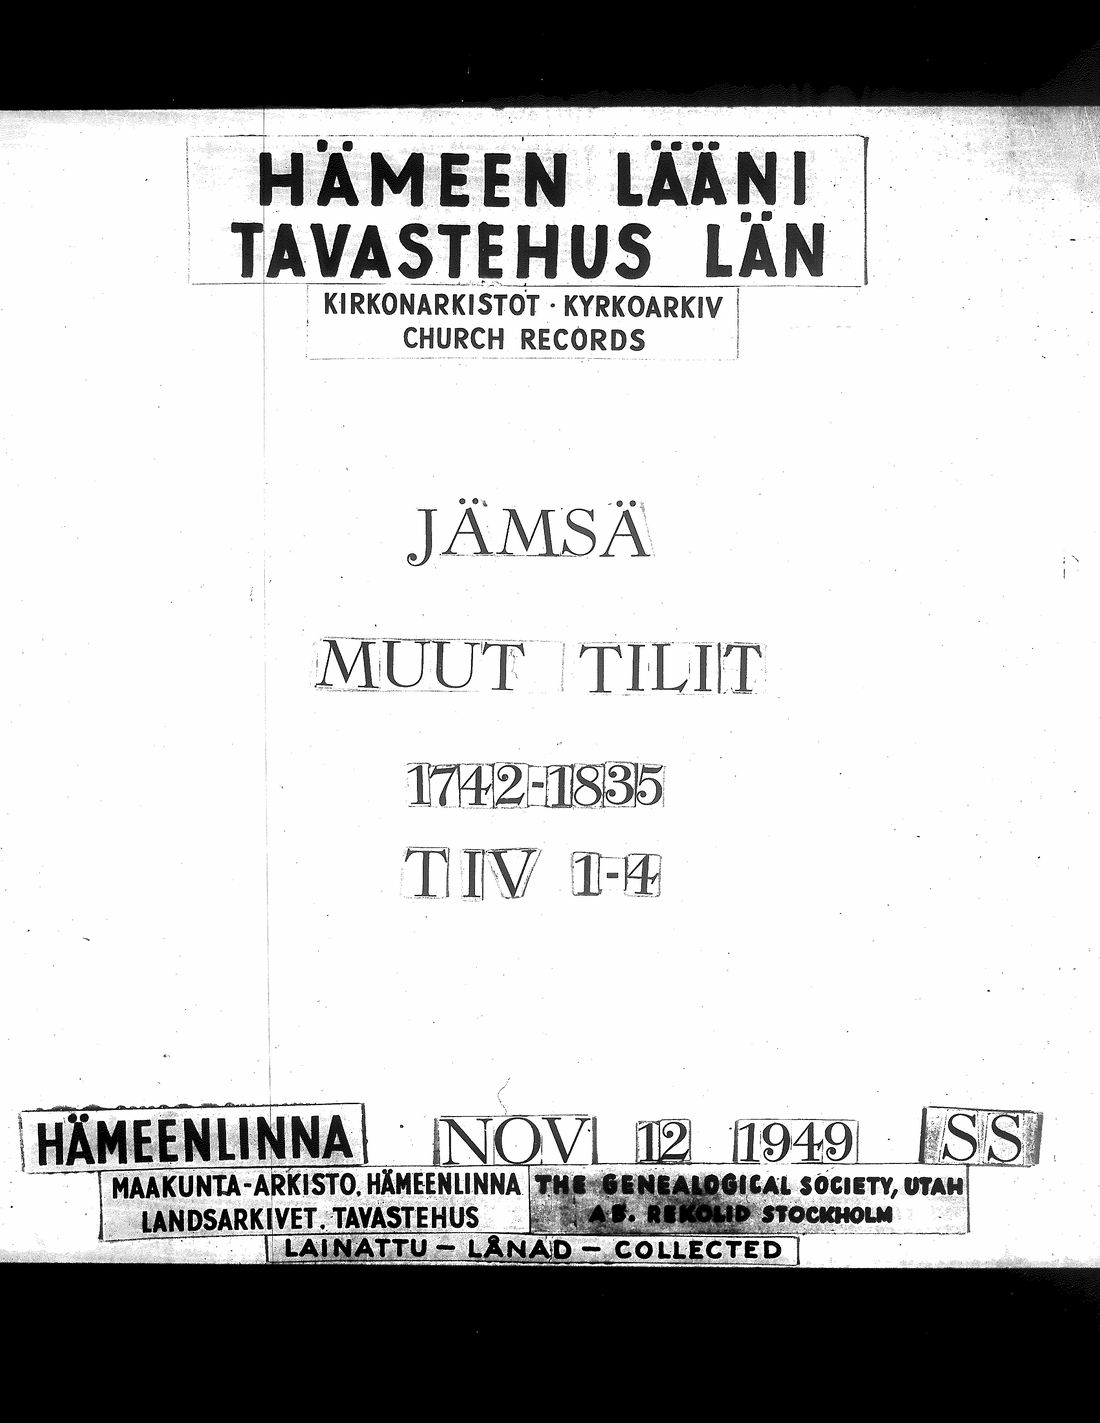 HÄMEEN LÄÄNI
TAVASTEHUS LÄN
KIRKONARKISTOT · KYRKOARKIV
CHURCH RECORDS
JÄMSÄ
MUUT TILIT
1742-1835
T IV 1-4
HÄMEENLINNA NOV 12 1949 SS
MAAKUNTA-ARKISTO, HÄMEENLINNA
LANDSARKIVET, TAVASTEHUS
THE GENEALOGICAL SOCIETY, UTAH
AB. REKOLID STOCKHOLM
LAINATTU – LÅNAD – COLLECTED